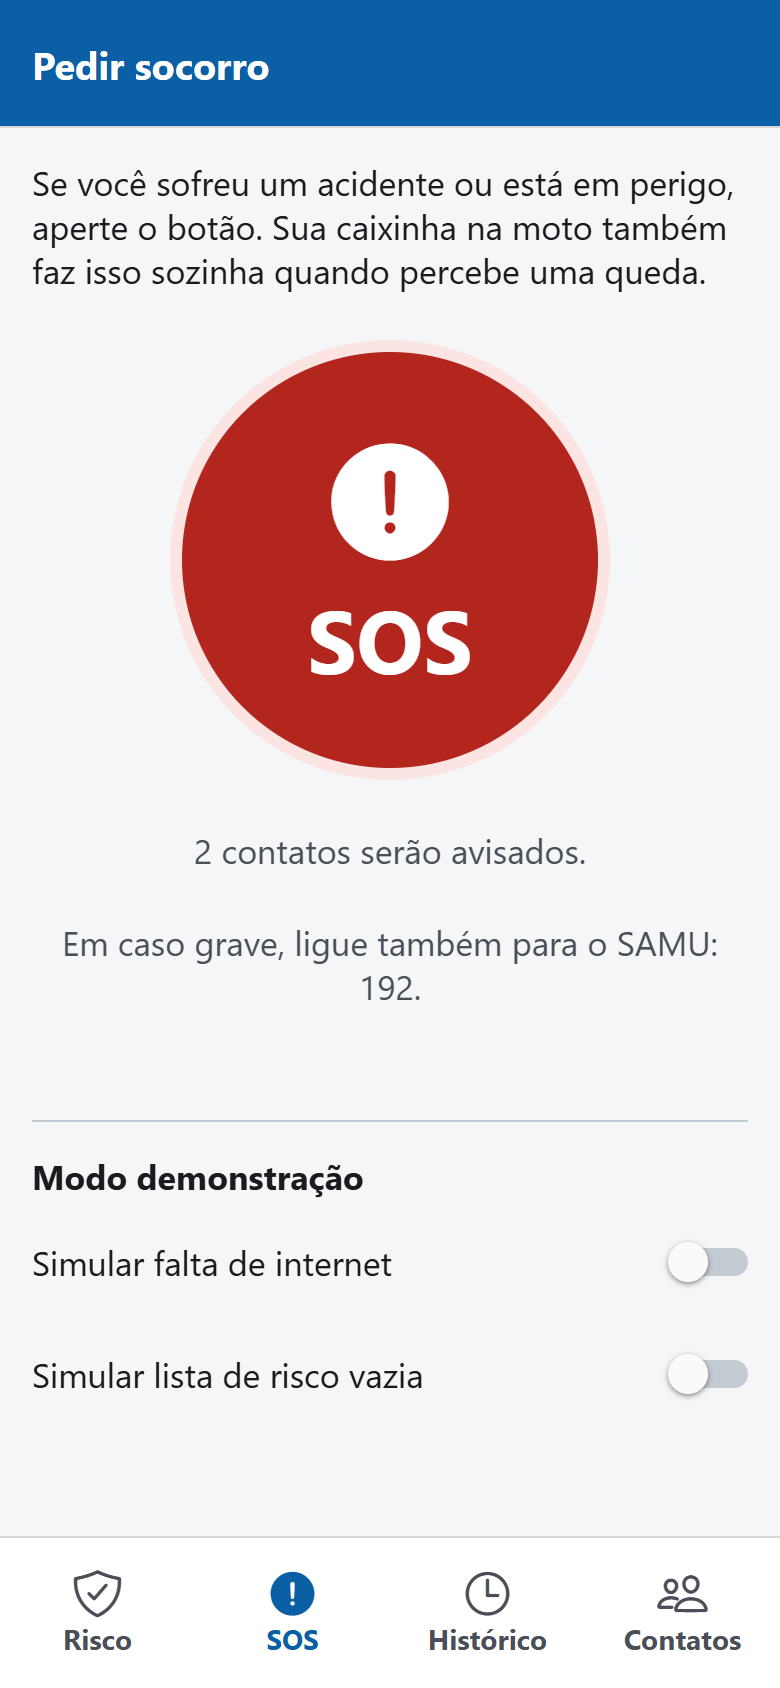 Pedir socorro
Se você sofreu um acidente ou está em perigo,
aperte o botão. Sua caixinha na moto também
faz isso sozinha quando percebe uma queda.
!
SOS
2 contatos serão avisados.
Em caso grave, ligue também para o SAMU:
192.
Modo demonstração
Simular falta de internet
Simular lista de risco vazia
Risco
SOS
Histórico
Contatos